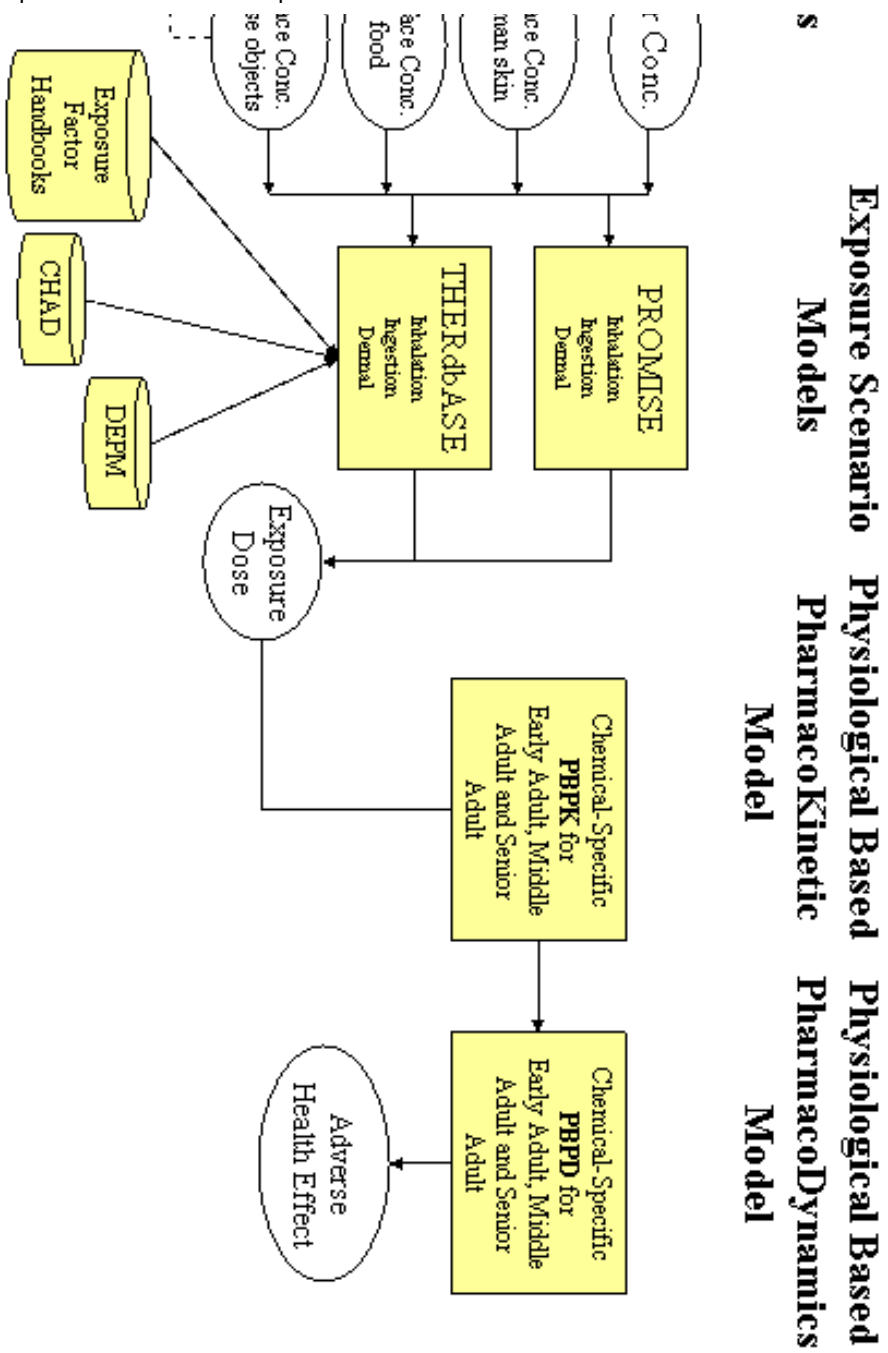 s
Exposure Scenario
Models
Physiological Based
PharmacoKinetic
Model
Physiological Based
PharmacoDynamics
Model
r Conc.
ace Conc.
man skin
ace Conc.
food
ace Conc.
se objects
PROMISE
Inhalation
Ingestion
Dermal
THERdbASE
Inhalation
Ingestion
Dermal
Exposure
Factor
Handbooks
CHAD
DEPM
Exposure
Dose
Chemical-Specific
PBPK for
Early Adult, Middle
Adult and Senior
Adult
Chemical-Specific
PBPD for
Early Adult, Middle
Adult and Senior
Adult
Adverse
Health Effect